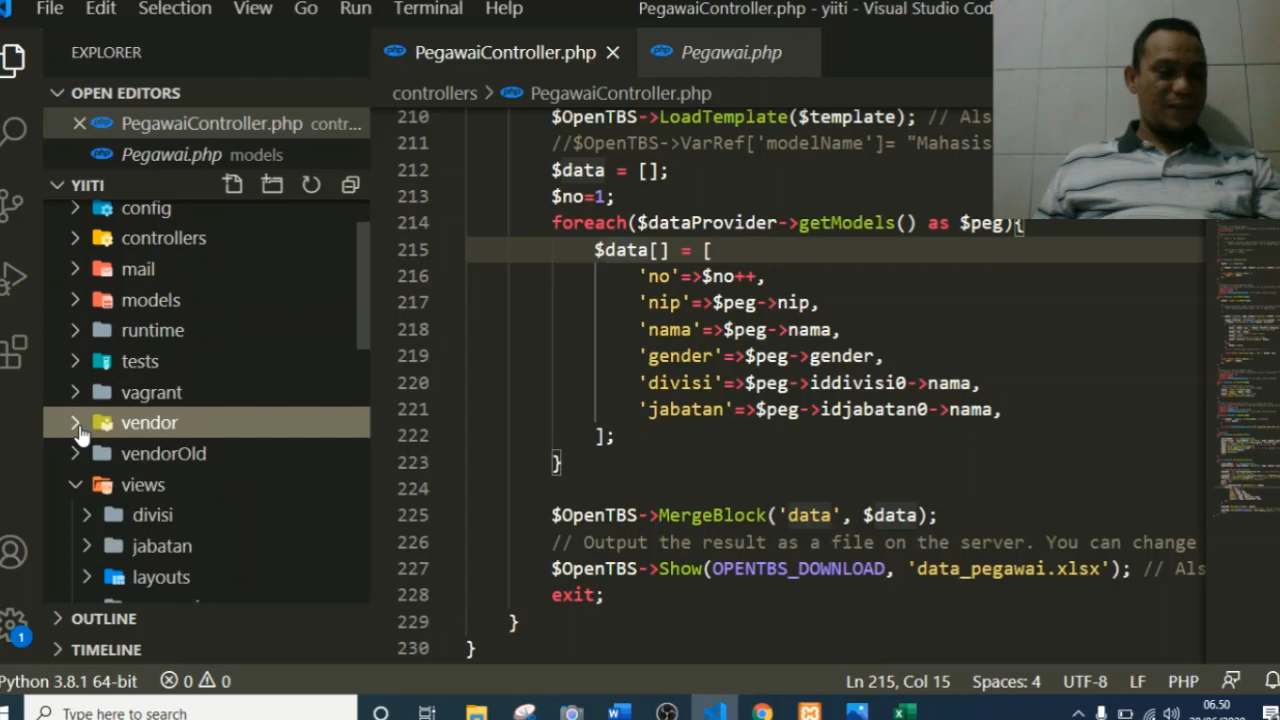 File Edit Selection View Go Run Terminal Help PegawaiController.php - yiiti - Visual Studio Cod
EXPLORER
PegawaiController.php Pegawai.php
OPEN EDITORS
controllers > PegawaiController.php
PegawaiController.php contr...
Pegawai.php models
YIITI
config
controllers
mail
models
runtime
tests
vagrant
vendor
vendorOld
views
divisi
jabatan
layouts
OUTLINE
TIMELINE
210 $OpenTBS->LoadTemplate($template); // Als
211 //$OpenTBS->VarRef['modelName']= "Mahasis
212 $data = [];
213 $no=1;
214 foreach($dataProvider->getModels() as $peg){
215 $data[] = [
216 'no'=>$no++,
217 'nip'=>$peg->nip,
218 'nama'=>$peg->nama,
219 'gender'=>$peg->gender,
220 'divisi'=>$peg->iddivisi0->nama,
221 'jabatan'=>$peg->idjabatan0->nama,
222 ];
223 }
224
225 $OpenTBS->MergeBlock('data', $data);
226 // Output the result as a file on the server. You can change
227 $OpenTBS->Show(OPENTBS_DOWNLOAD, 'data_pegawai.xlsx'); // Als
228 exit;
229 }
230 }
1
Python 3.8.1 64-bit 0 0 Ln 215, Col 15 Spaces: 4 UTF-8 LF PHP
Type here to search
06.50